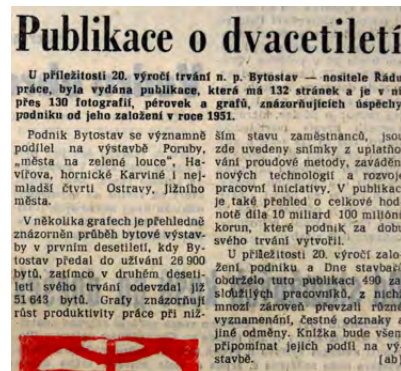 Publikace o dvacetiletí
U příležitosti 20. výročí trvání n. p. Bytostav — nositele Řádu
práce, byla vydána publikace, která má 132 stránek a je v ní
přes 130 fotografií, pérovek a grafů, znázorňujících úspěchy
podniku od jeho založení v roce 1951.
Podnik Bytostav se významně
podílel na výstavbě Poruby,
„města na zelené louce“, Ha-
vířova, hornické Karviné i nej-
mladší čtvrti Ostravy, Jižního
města.
V několika grafech je přehledně
znázorněn průběh bytové výstav-
by v prvním desetiletí, kdy By-
tostav předal do užívání 26 900
bytů, zatímco v druhém deseti-
letí svého trvání odevzdal již
51 643 bytů. Grafy znázorňují
růst produktivity práce při niž-
ším stavu zaměstnanců, jsou
zde uvedeny snímky z uplatňo-
vání proudové metody, zaváděn
nových technologií a rozvoje
pracovní iniciativy. V publikac
je také přehled o celkové hod-
notě díla 10 miliard 100 miliónů
korun, které podnik za dobu
svého trvání vytvořil.
U příležitosti 20. výročí zalo-
žení podniku a Dne stavbařů
obdrželo tuto publikaci 490 za-
sloužilých pracovníků, z nichž
mnozí zároveň převzali různá
vyznamenání, čestné odznaky a
jiné odměny. Knížka bude všem
připomínat jejich podíl na vý-
stavbě. [ab]